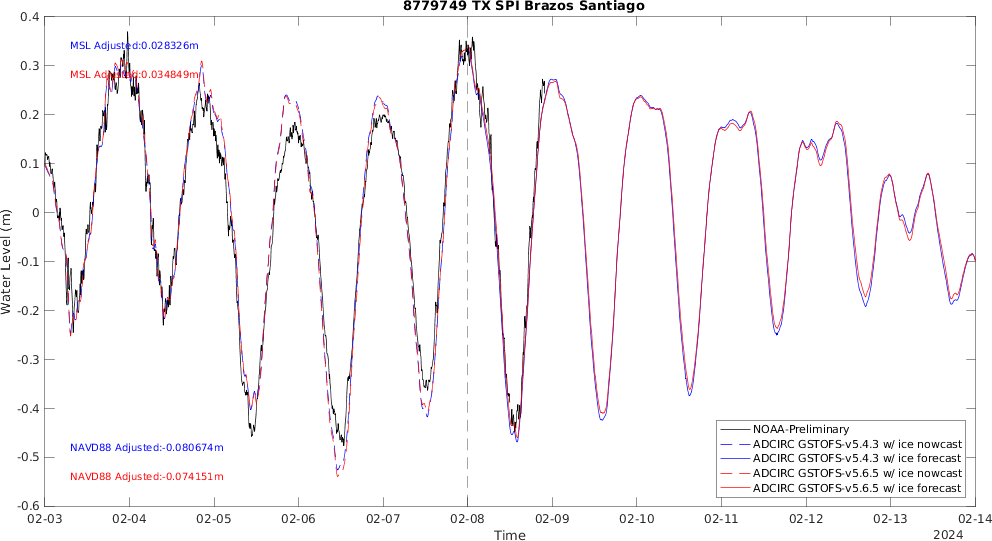 8779749 TX SPI Brazos Santiago
0.4
0.3
0.2
0.1
0
-0.1
-0.2
-0.3
-0.4
-0.5
-0.6
Water Level (m)
MSL Adjusted:0.028326m
MSL Adjusted:0.034849m
NAVD88 Adjusted:-0.080674m
NAVD88 Adjusted:-0.074151m
NOAA-Preliminary
ADCIRC GSTOFS-v5.4.3 w/ ice nowcast
ADCIRC GSTOFS-v5.4.3 w/ ice forecast
ADCIRC GSTOFS-v5.6.5 w/ ice nowcast
ADCIRC GSTOFS-v5.6.5 w/ ice forecast
02-03 02-04 02-05 02-06 02-07 02-08 02-09 02-10 02-11 02-12 02-13 02-14
Time
2024